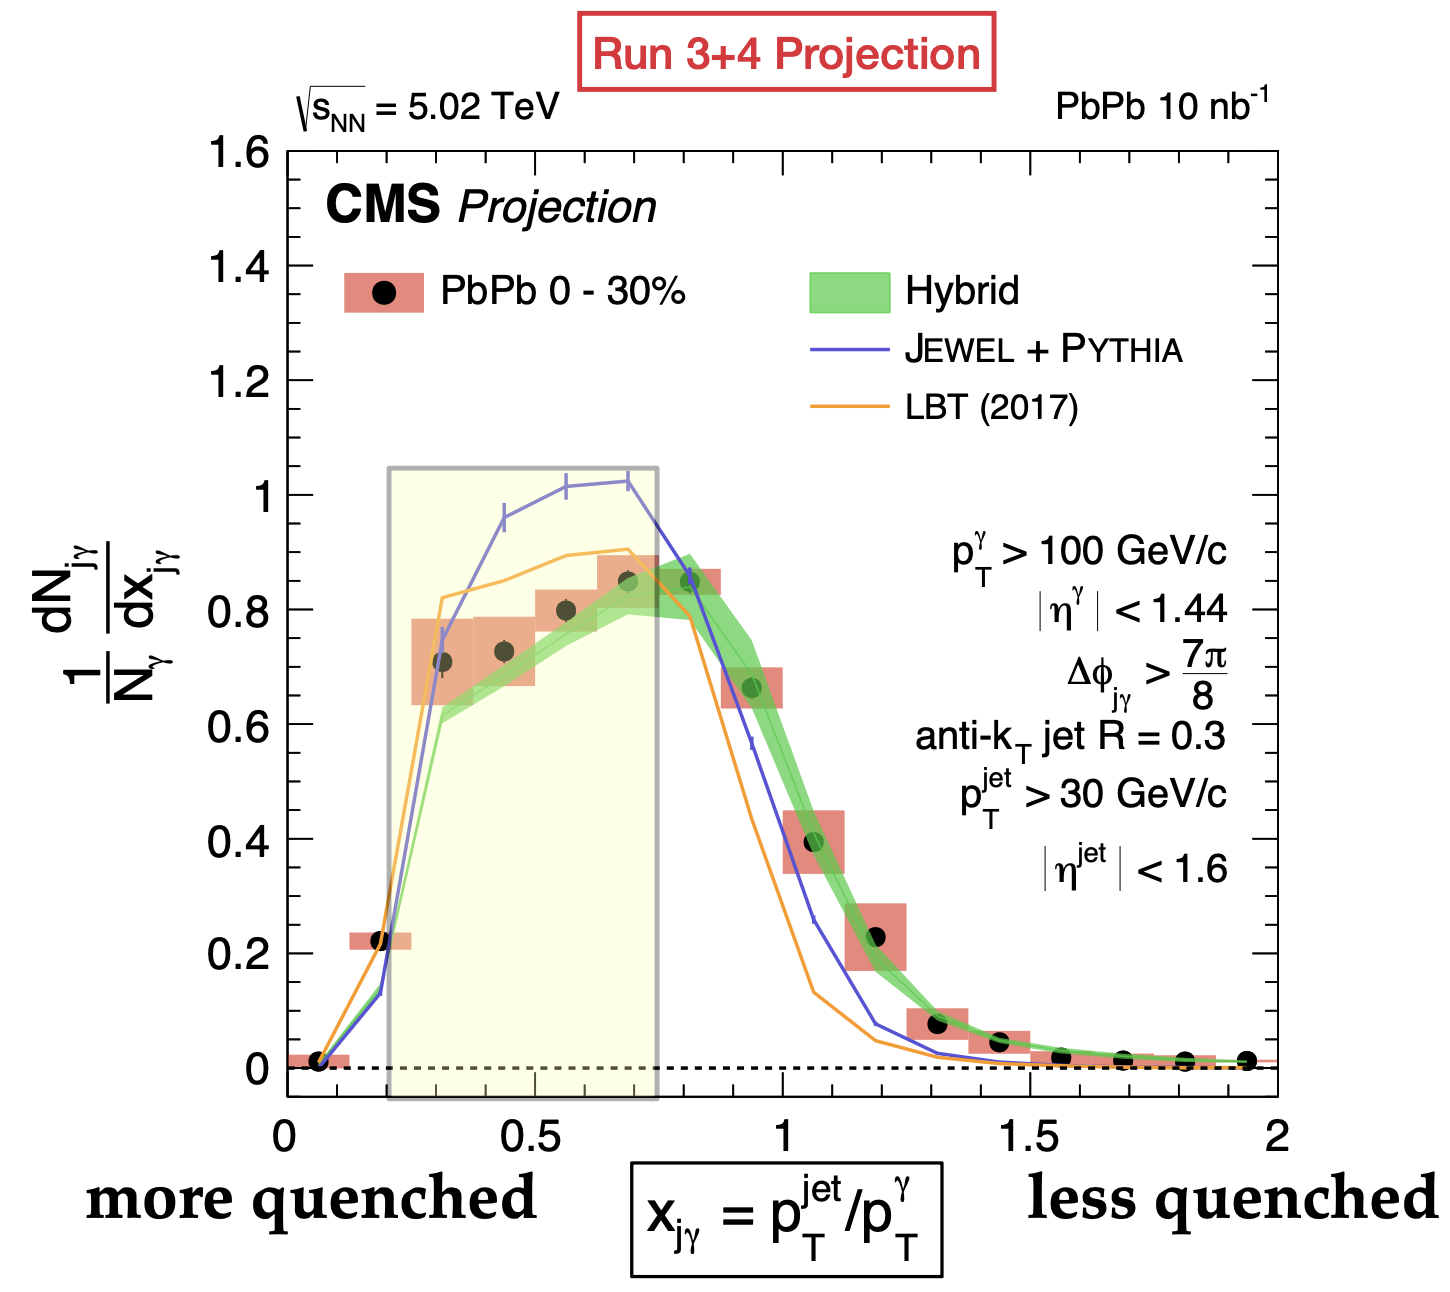 Run 3+4 Projection
√s_NN = 5.02 TeV PbPb 10 nb⁻¹
CMS Projection
PbPb 0 - 30%
Hybrid
JEWEL + PYTHIA
LBT (2017)
1.6
1.4
1.2
1
0.8
0.6
0.4
0.2
0
1/N_γ dN_jγ/dx_jγ
p_T^γ > 100 GeV/c
|η^γ| < 1.44
Δϕ_jγ > 7π/8
anti-k_T jet R = 0.3
p_T^jet > 30 GeV/c
|η^jet| < 1.6
0 0.5 1 1.5 2
more quenched x_jγ = p_T^jet/p_T^γ less quenched